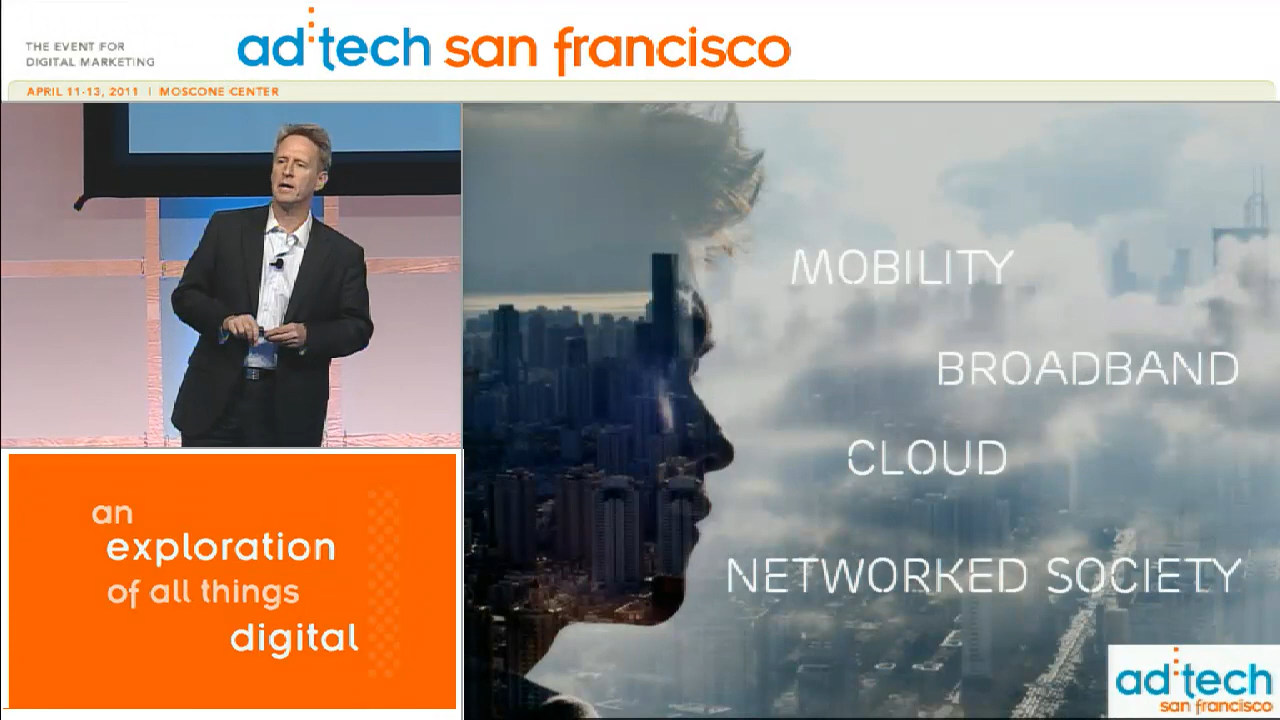 THE EVENT FOR
DIGITAL MARKETING
ad:tech san francisco
APRIL 11-13, 2011 | MOSCONE CENTER
MOBILITY
BROADBAND
CLOUD
NETWORKED SOCIETY
an
exploration
of all things
digital
ad:tech
san francisco